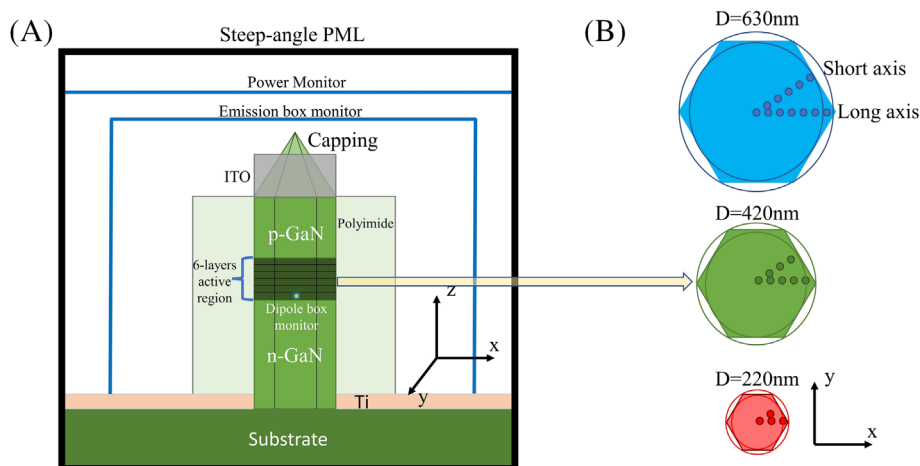 (A)
Steep-angle PML
Power Monitor
Emission box monitor
Capping
ITO
p-GaN
Polyimide
6-layers
active
region
Dipole box
monitor
n-GaN
z
x
y
Ti
Substrate
(B)
D=630nm
Short axis
Long axis
D=420nm
D=220nm
y
x